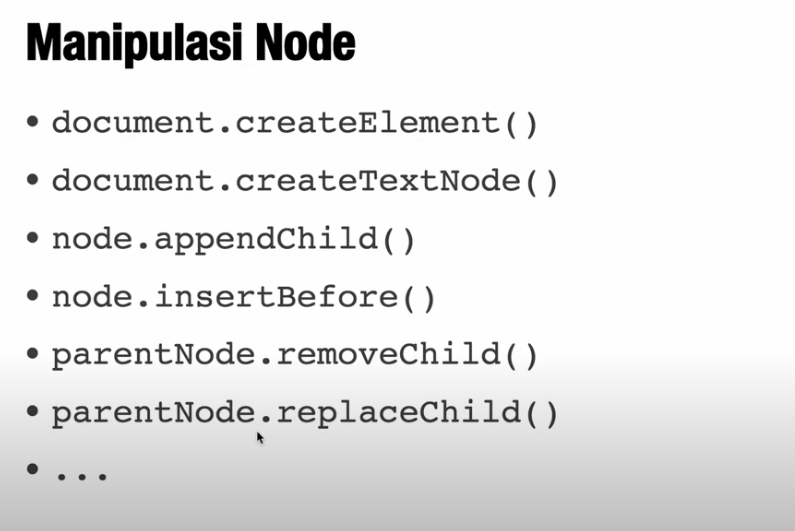 Manipulasi Node
• document.createElement()
• document.createTextNode()
• node.appendChild()
• node.insertBefore()
• parentNode.removeChild()
• parentNode.replaceChild()
• ...